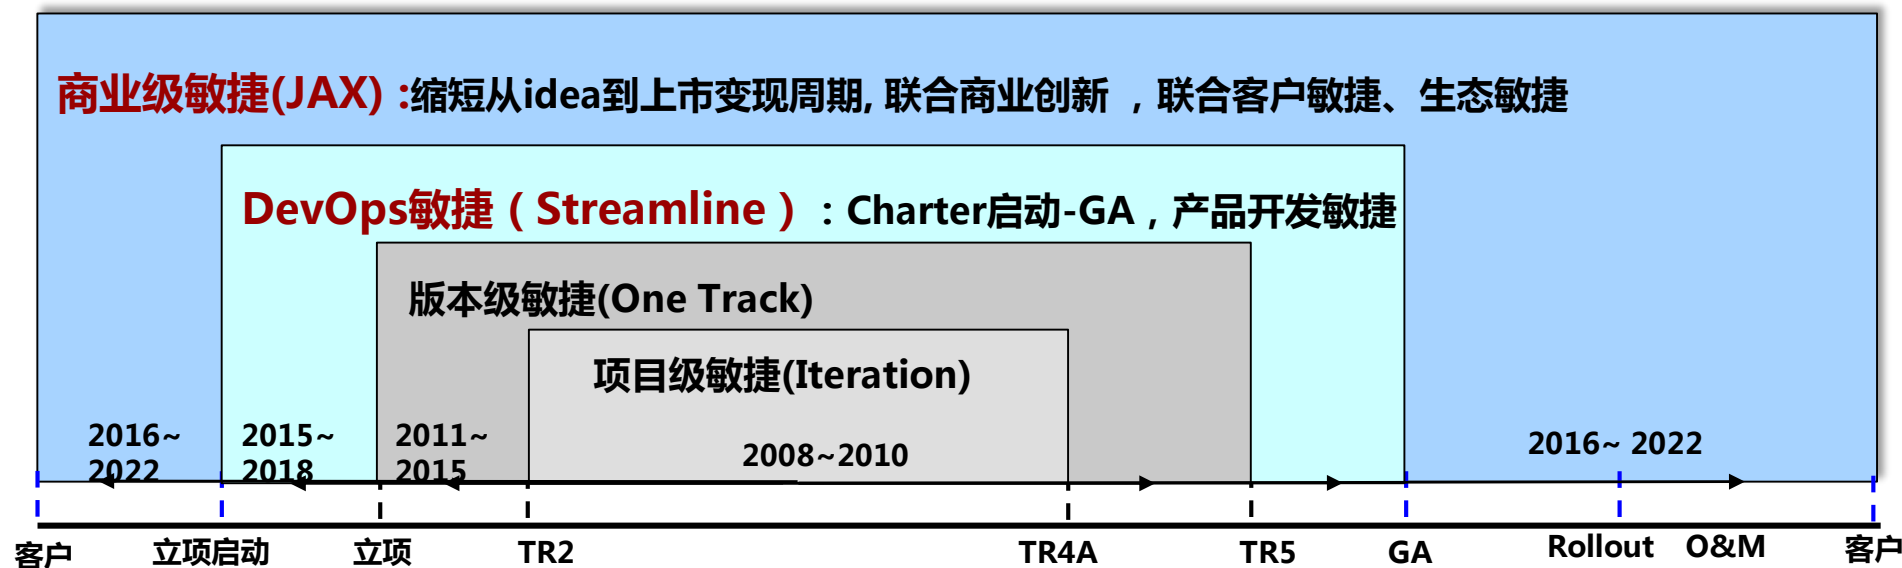 商业级敏捷(JAX) :缩短从idea到上市变现周期, 联合商业创新 ，联合客户敏捷、生态敏捷
DevOps敏捷（Streamline）：Charter启动-GA，产品开发敏捷
版本级敏捷(One Track)
项目级敏捷(Iteration)
2016~
2022
2015~
2018
2011~
2015
2008~2010
2016~ 2022
客户
立项启动
立项
TR2
TR4A
TR5
GA
Rollout
O&M
客户